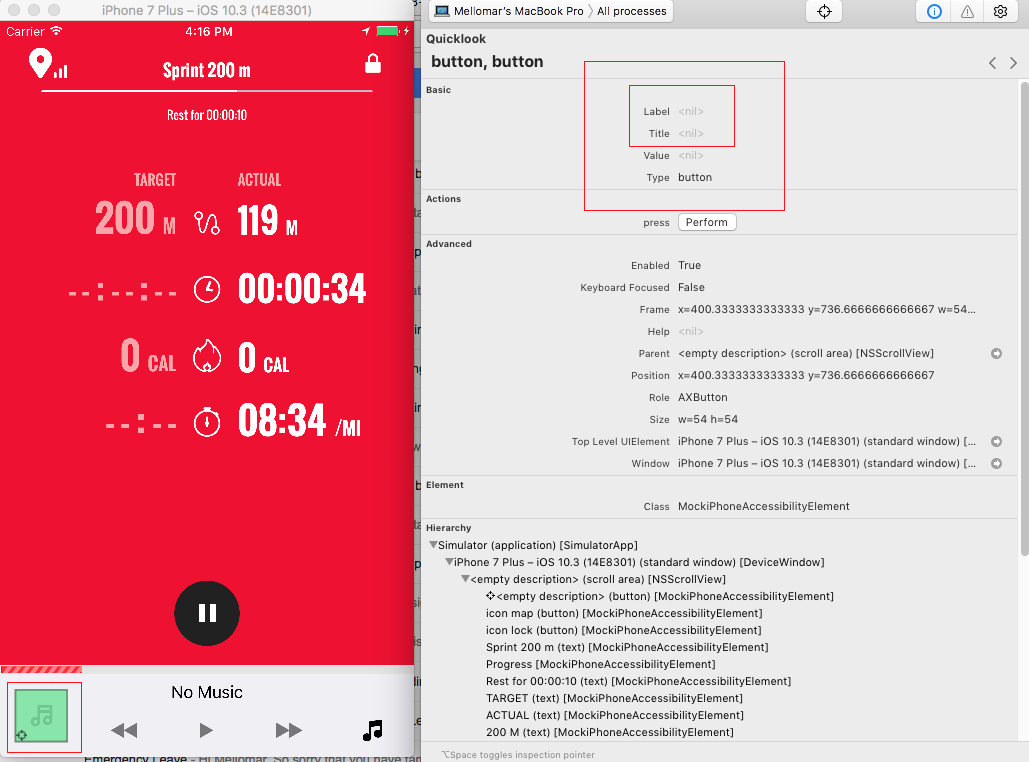 iPhone 7 Plus – iOS 10.3 (14E8301)
Carrier
4:16 PM
Sprint 200 m
Rest for 00:00:10
TARGET ACTUAL
200 M 119 M
--:--:-- 00:00:34
0 CAL 0 CAL
--:-- 08:34 /MI
No Music
Emergency Leave - Hi Mellomar, So sorry that you have
Mellomar's MacBook Pro 〉 All processes
Quicklook
button, button
Basic
Label <nil>
Title <nil>
Value <nil>
Type button
Actions
press Perform
Advanced
Enabled True
Keyboard Focused False
Frame x=400.3333333333333 y=736.6666666666667 w=54...
Help <nil>
Parent <empty description> (scroll area) [NSScrollView]
Position x=400.3333333333333 y=736.6666666666667
Role AXButton
Size w=54 h=54
Top Level UIElement iPhone 7 Plus – iOS 10.3 (14E8301) (standard window) [...
Window iPhone 7 Plus – iOS 10.3 (14E8301) (standard window) [...
Element
Class MockiPhoneAccessibilityElement
Hierarchy
▼Simulator (application) [SimulatorApp]
▼iPhone 7 Plus – iOS 10.3 (14E8301) (standard window) [DeviceWindow]
▼<empty description> (scroll area) [NSScrollView]
<empty description> (button) [MockiPhoneAccessibilityElement]
icon map (button) [MockiPhoneAccessibilityElement]
icon lock (button) [MockiPhoneAccessibilityElement]
Sprint 200 m (text) [MockiPhoneAccessibilityElement]
Progress [MockiPhoneAccessibilityElement]
Rest for 00:00:10 (text) [MockiPhoneAccessibilityElement]
TARGET (text) [MockiPhoneAccessibilityElement]
ACTUAL (text) [MockiPhoneAccessibilityElement]
200 M (text) [MockiPhoneAccessibilityElement]
⌥Space toggles inspection pointer